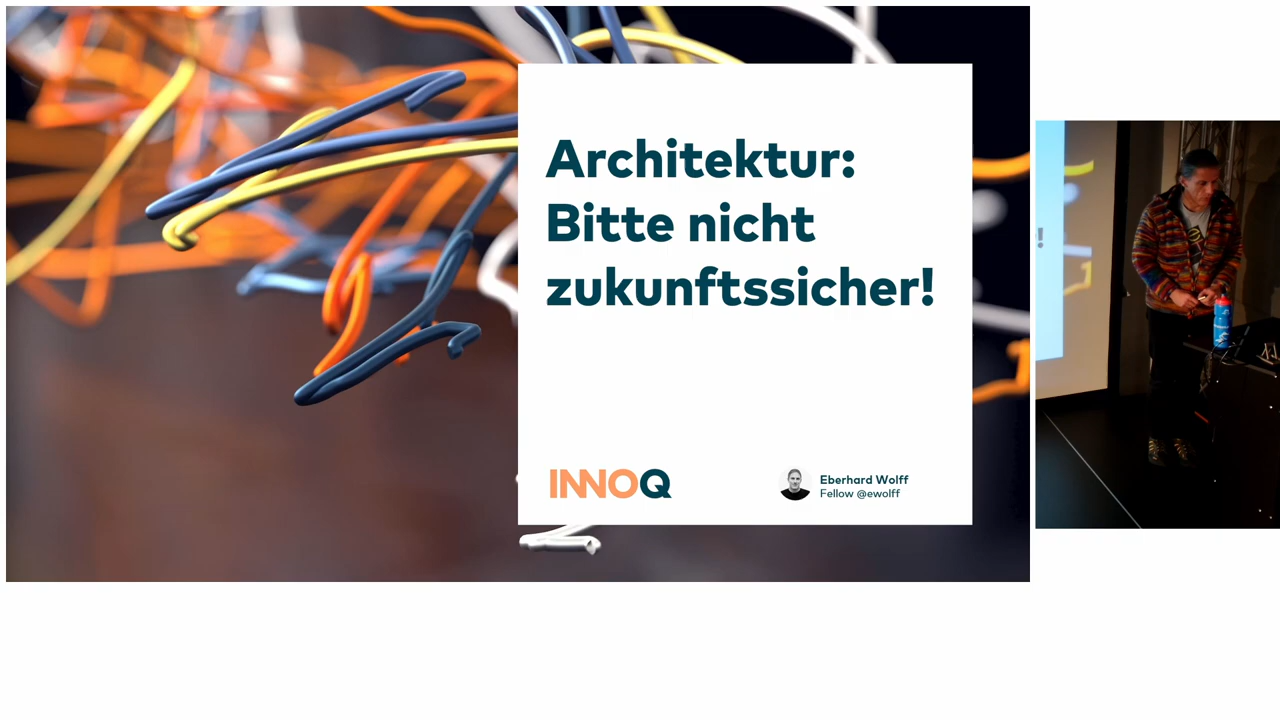 Architektur:
Bitte nicht
zukunftssicher!
INNOQ
Eberhard Wolff
Fellow @ewolff